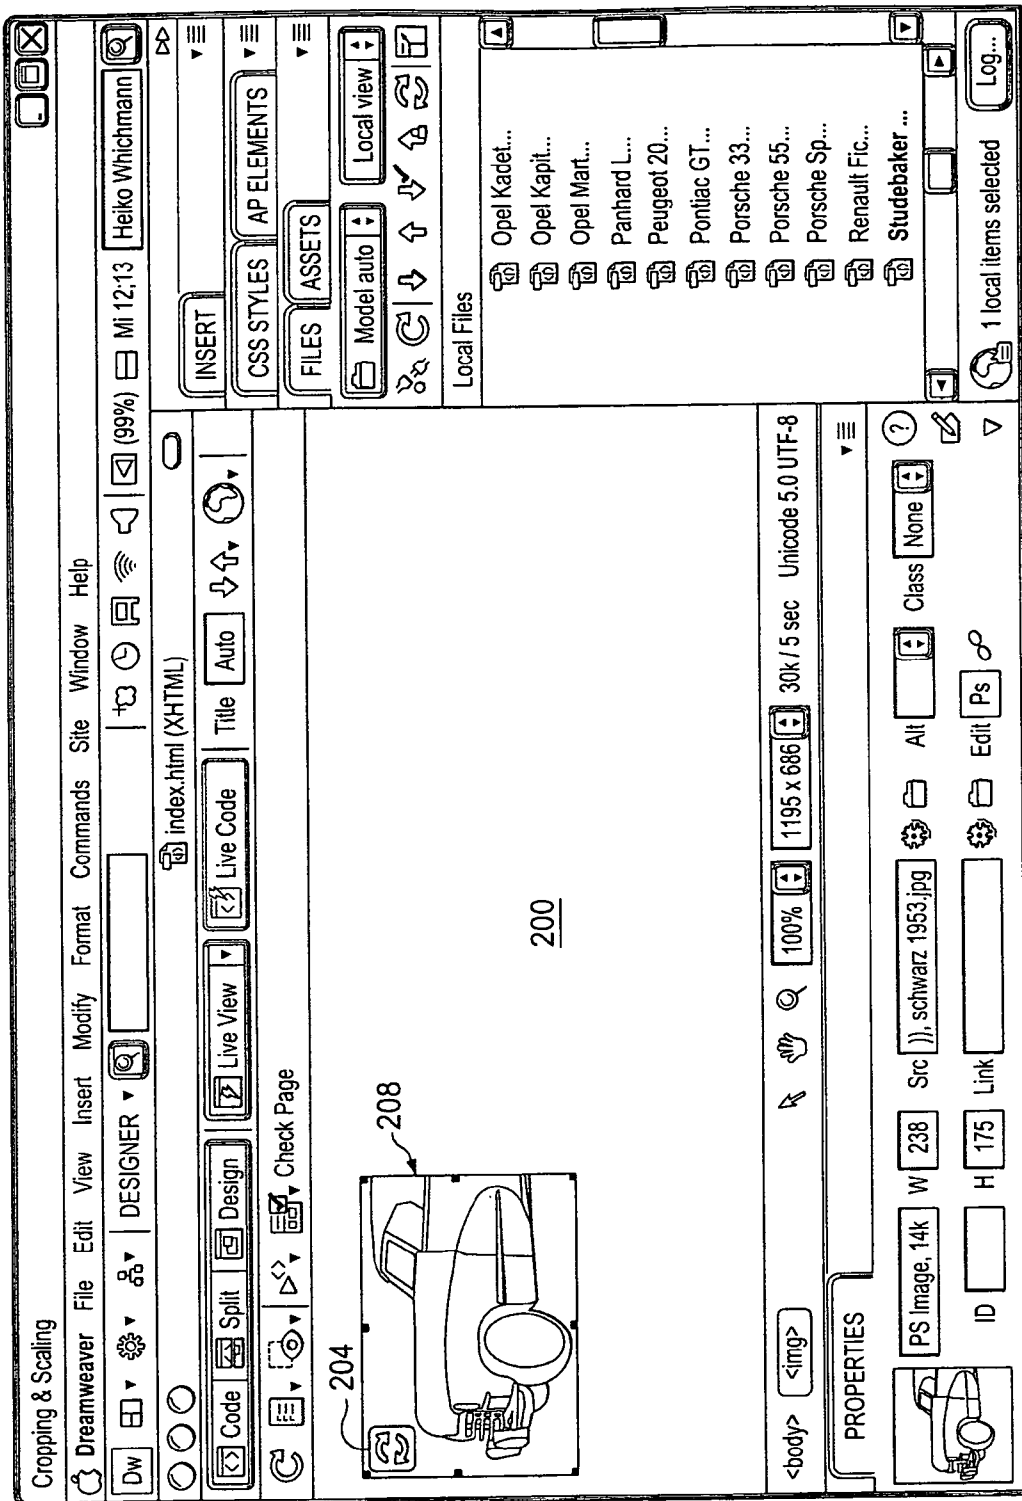 Cropping & Scaling
Dreamweaver File Edit View Insert Modify Format Commands Site Window Help
Dw DESIGNER (99%) Mi 12;13 Heiko Whichmann
index.html (XHTML)
Code Split Design Live View Live Code Title Auto
Check Page
204
208
200
<body> <img> 100% 1195 x 686 30k / 5 sec Unicode 5.0 UTF-8
PROPERTIES
PS Image, 14k W 238 Src )), schwarz 1953.jpg Alt Class None ?
ID H 175 Link Edit Ps
INSERT
CSS STYLES AP ELEMENTS
FILES ASSETS
Model auto Local view
Local Files
Opel Kadet...
Opel Kapit...
Opel Mart...
Panhard L...
Peugeot 20...
Pontiac GT...
Porsche 33...
Porsche 55...
Porsche Sp...
Renault Fic...
Studebaker ...
1 local items selected Log...